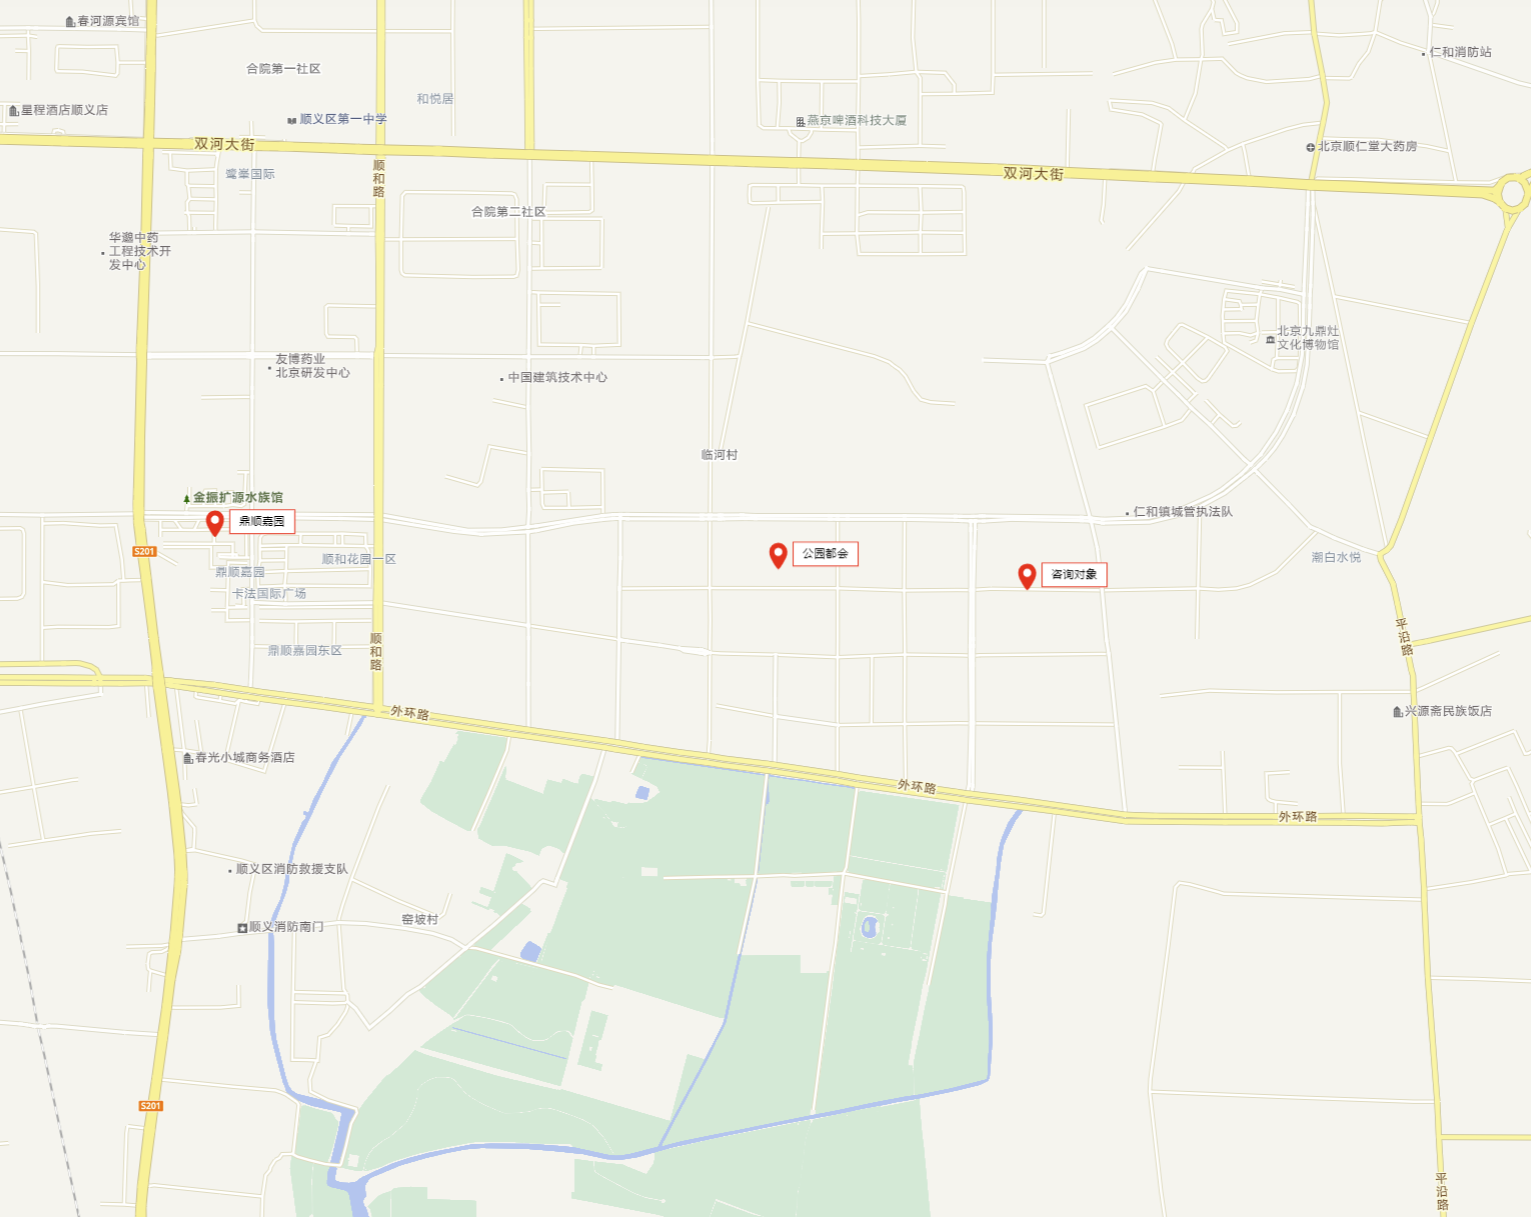 春河源宾馆
仁和消防站
合院第一社区
和悦居
星程酒店顺义店
顺义区第一中学
燕京啤酒科技大厦
双河大街
北京顺仁堂大药房
顺和路
鹭峯国际
双河大街
合院第二社区
华邈中药
工程技术开
发中心
北京九鼎灶
文化博物馆
友博药业
北京研发中心
中国建筑技术中心
临河村
金振扩源水族馆
仁和镇城管执法队
鼎顺嘉园
S201
公园都会
顺和花园一区
潮白水悦
鼎顺嘉园
咨询对象
卡法国际广场
平沿路
鼎顺嘉园东区
顺和路
外环路
兴源斋民族饭店
春光小城商务酒店
外环路
外环路
顺义区消防救援支队
窑坡村
顺义消防南门
S201
平沿路